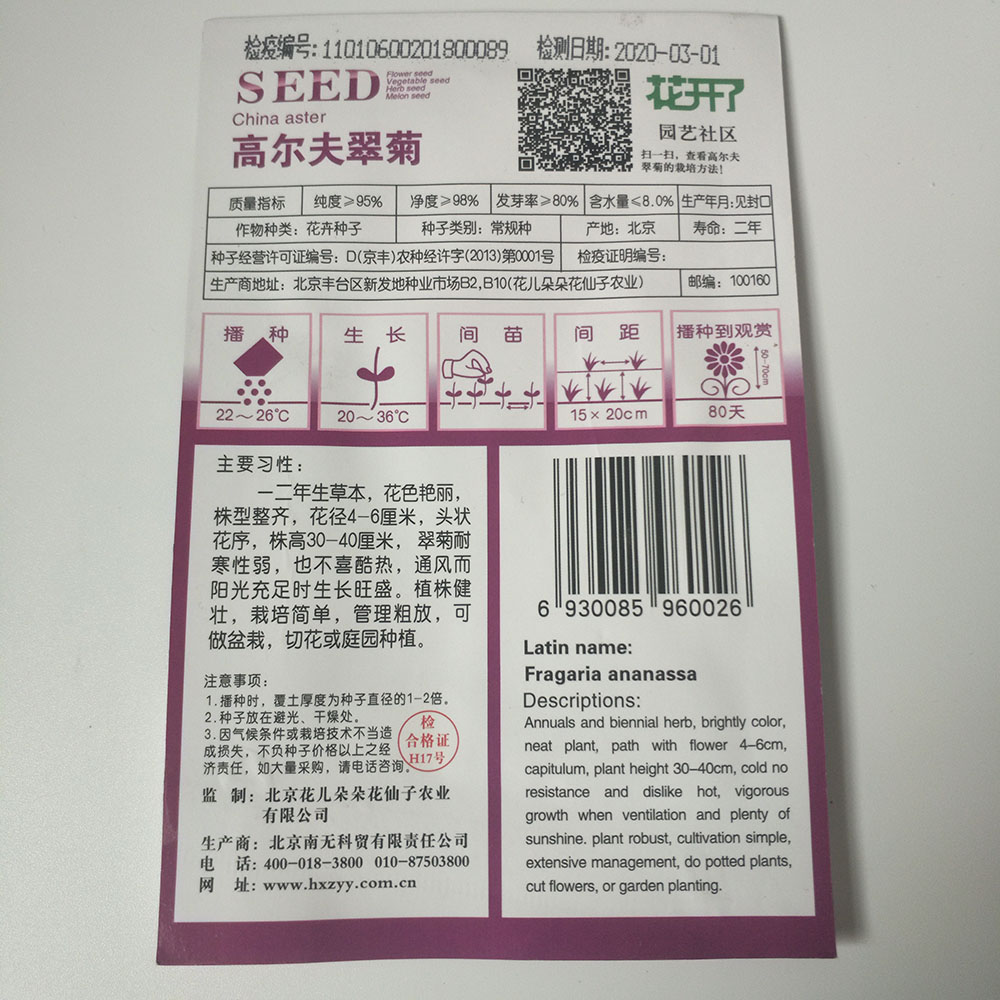 检疫编号:11010600201800089 检测日期:2020-03-01
SEED
Flower seed
Vegetable seed
Herb seed
Melon seed
China aster
高尔夫翠菊
花开了
园艺社区
扫一扫，查看高尔夫
翠菊的栽培方法！
质量指标 纯度≥95% 净度≥98% 发芽率≥80% 含水量≤8.0% 生产年月:见封口
作物种类：花卉种子 种子类别：常规种 产地：北京 寿命：二年
种子经营许可证编号：D(京丰)农种经许字(2013)第0001号 检疫证明编号：
生产商地址：北京丰台区新发地种业市场B2,B10(花儿朵朵花仙子农业) 邮编：100160
播种 生长 间苗 间距 播种到观赏
50-70cm
22～26℃ 20～36℃ 15×20cm 80天
主要习性：
一二年生草本，花色艳丽，
株型整齐，花径4-6厘米，头状
花序，株高30-40厘米，翠菊耐
寒性弱，也不喜酷热，通风而
阳光充足时生长旺盛。植株健
壮，栽培简单，管理粗放，可
做盆栽，切花或庭园种植。
注意事项：
1.播种时，覆土厚度为种子直径的1-2倍。
2.种子放在避光、干燥处。
3.因气候条件或栽培技术不当造
成损失，不负种子价格以上之经
济责任，如大量采购，请电话咨询。
检
合格证
H17号
监 制：北京花儿朵朵花仙子农业
有限公司
生产商：北京南无科贸有限责任公司
电 话：400-018-3800 010-87503800
网 址：www.hxzyy.com.cn
6 930085 960026
Latin name:
Fragaria ananassa
Descriptions:
Annuals and biennial herb, brightly color,
neat plant, path with flower 4-6cm,
capitulum, plant height 30-40cm, cold no
resistance and dislike hot, vigorous
growth when ventilation and plenty of
sunshine. plant robust, cultivation simple,
extensive management, do potted plants,
cut flowers, or garden planting.